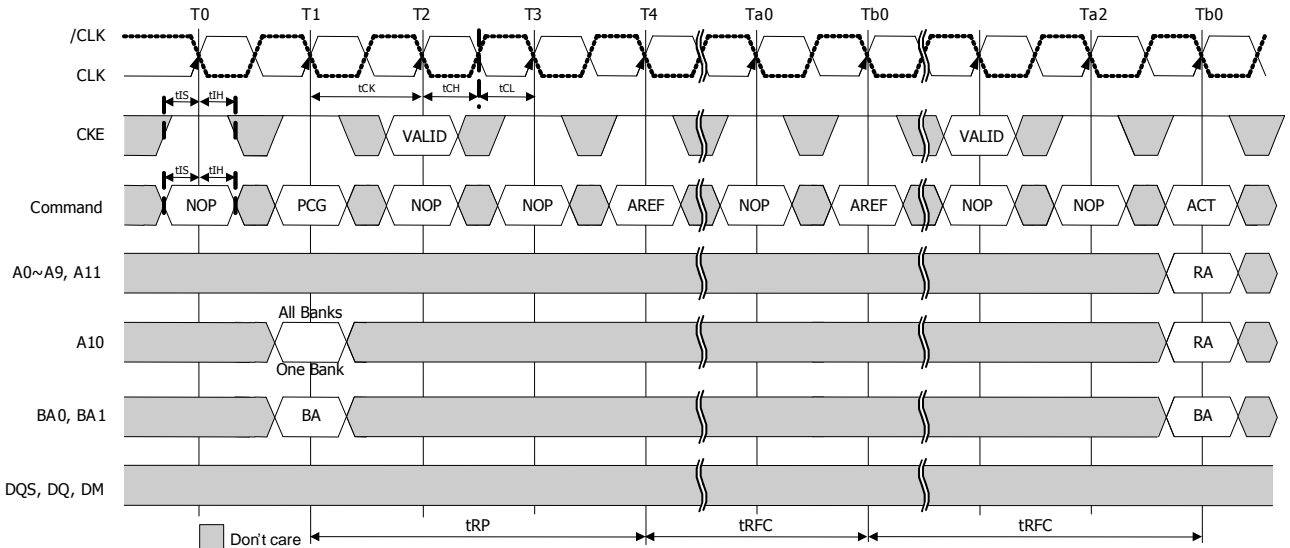 T0 T1 T2 T3 T4 Ta0 Tb0 Ta2 Tb0
/CLK
CLK
tCK tCH tCL
tIS tIH
CKE VALID VALID
tIS tIH
Command NOP PCG NOP NOP AREF NOP AREF NOP NOP ACT
A0~A9, A11 RA
All Banks
A10 RA
One Bank
BA0, BA1 BA BA
DQS, DQ, DM
tRP tRFC tRFC
Don't care